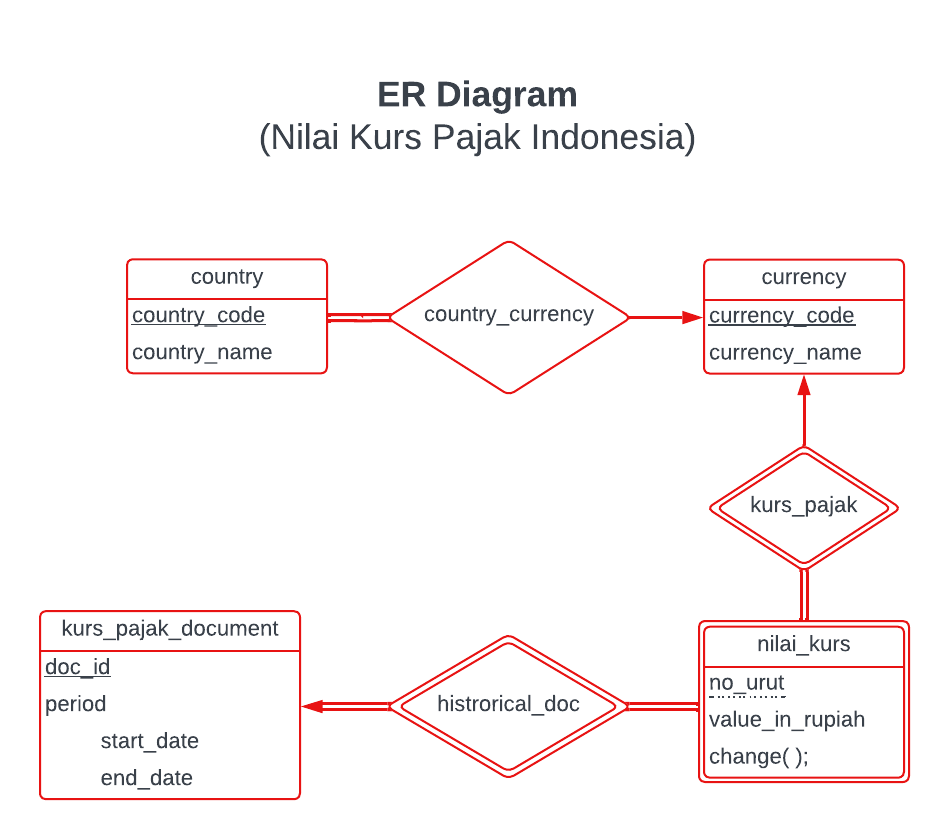 ER Diagram
(Nilai Kurs Pajak Indonesia)
country
country_code
country_name
country_currency
currency
currency_code
currency_name
kurs_pajak
kurs_pajak_document
doc_id
period
start_date
end_date
histrorical_doc
nilai_kurs
no_urut
value_in_rupiah
change( );